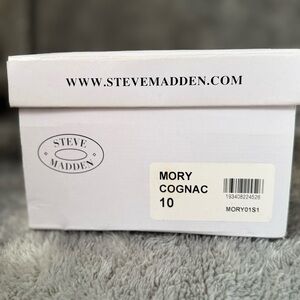 WWW.STEVEMADDEN.COM
STEVE
MADDEN
MORY
COGNAC
10
193408224526
MORY01S1